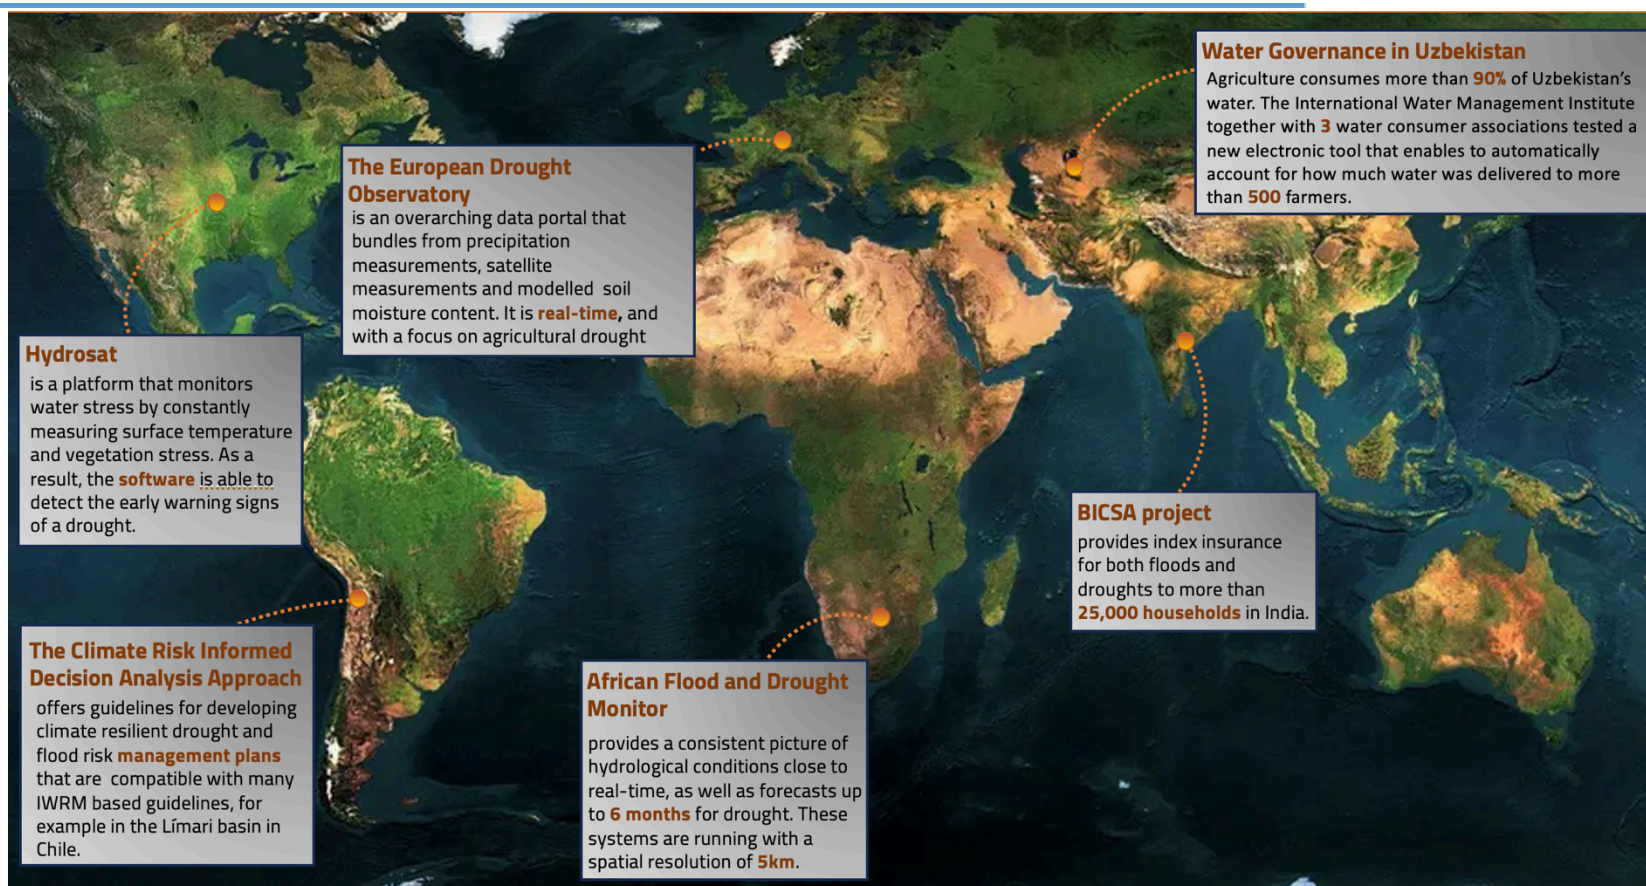 Water Governance in Uzbekistan
Agriculture consumes more than 90% of Uzbekistan's
water. The International Water Management Institute
together with 3 water consumer associations tested a
new electronic tool that enables to automatically
account for how much water was delivered to more
than 500 farmers.
The European Drought
Observatory
is an overarching data portal that
bundles from precipitation
measurements, satellite
measurements and modelled soil
moisture content. It is real-time, and
with a focus on agricultural drought
Hydrosat
is a platform that monitors
water stress by constantly
measuring surface temperature
and vegetation stress. As a
result, the software is able to
detect the early warning signs
of a drought.
BICSA project
provides index insurance
for both floods and
droughts to more than
25,000 households in India.
The Climate Risk Informed
Decision Analysis Approach
offers guidelines for developing
climate resilient drought and
flood risk management plans
that are compatible with many
IWRM based guidelines, for
example in the Límari basin in
Chile.
African Flood and Drought
Monitor
provides a consistent picture of
hydrological conditions close to
real-time, as well as forecasts up
to 6 months for drought. These
systems are running with a
spatial resolution of 5km.